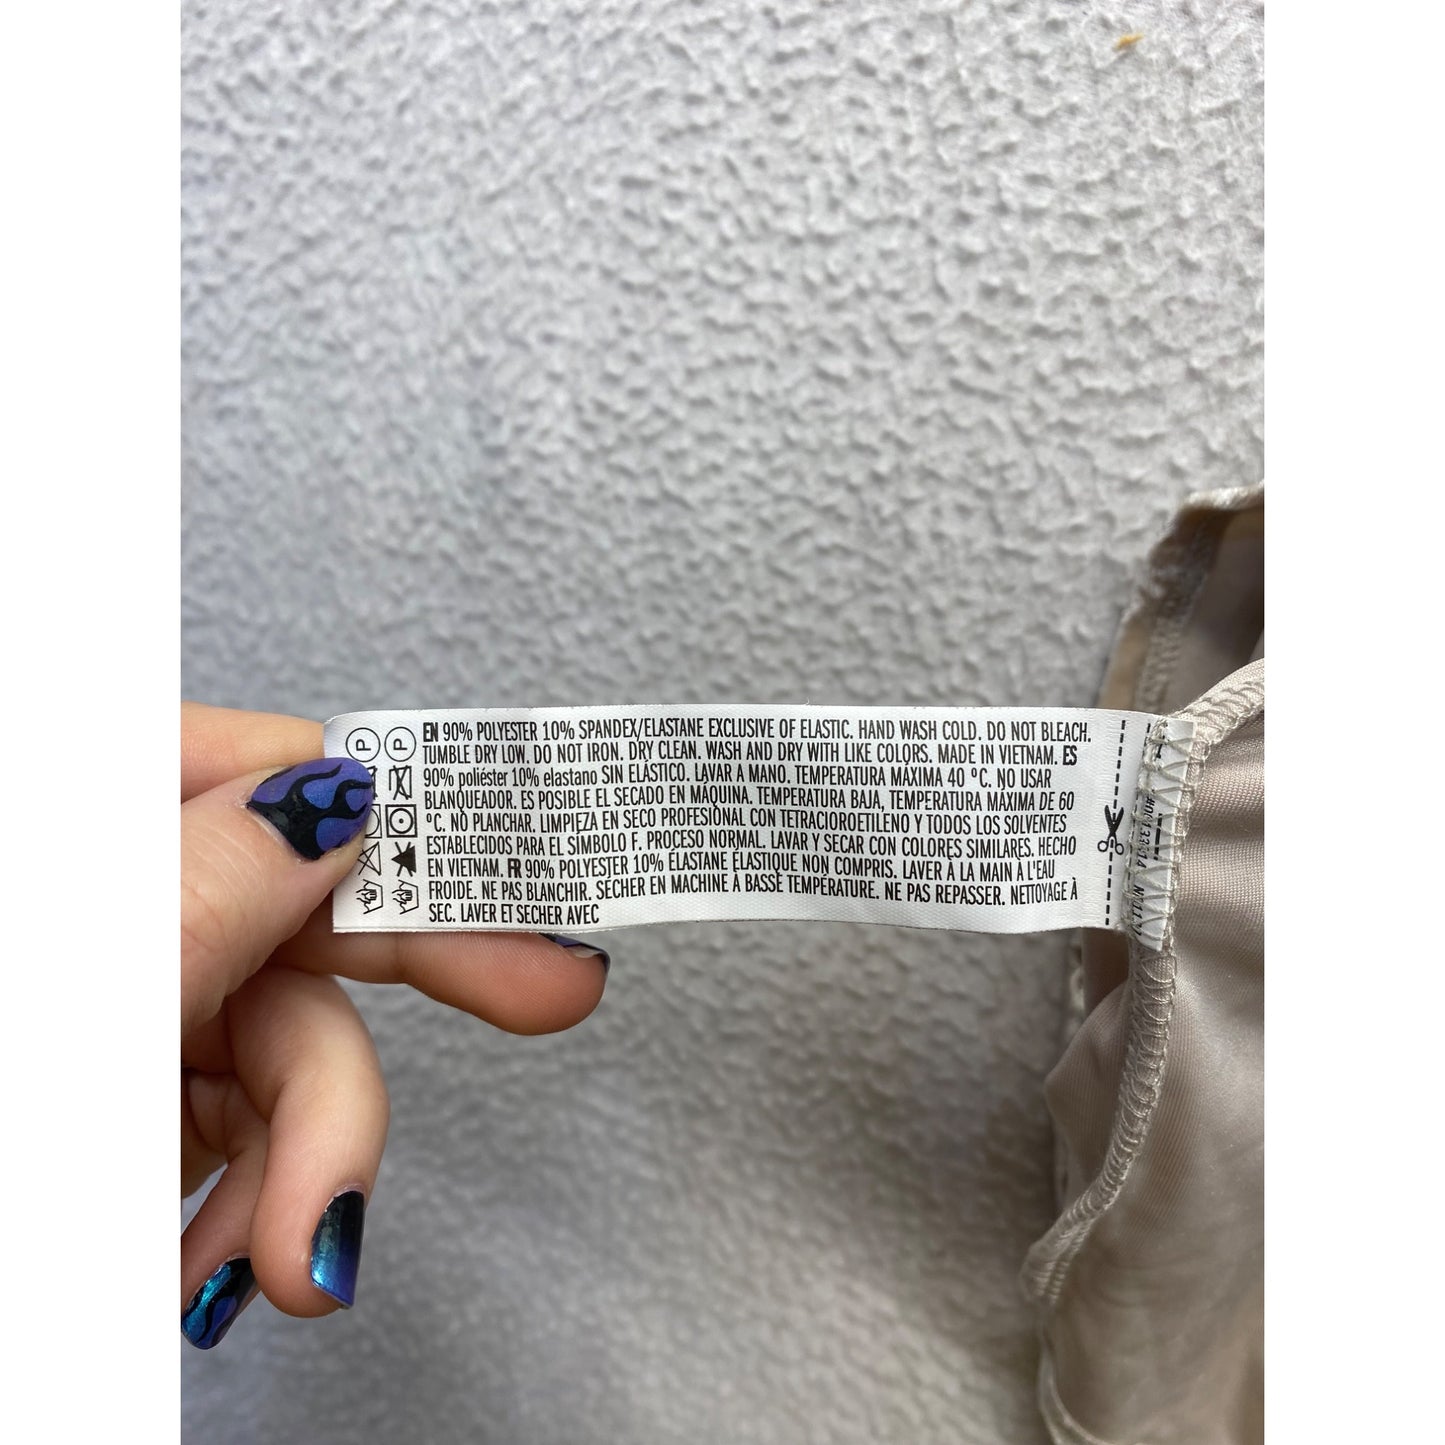 P P
EN 90% POLYESTER 10% SPANDEX/ELASTANE EXCLUSIVE OF ELASTIC. HAND WASH COLD. DO NOT BLEACH.
TUMBLE DRY LOW. DO NOT IRON. DRY CLEAN. WASH AND DRY WITH LIKE COLORS. MADE IN VIETNAM. ES
90% poliéster 10% elastano SIN ELÁSTICO. LAVAR A MANO. TEMPERATURA MÁXIMA 40 ºC. NO USAR
BLANQUEADOR. ES POSIBLE EL SECADO EN MÁQUINA. TEMPERATURA BAJA, TEMPERATURA MÁXIMA DE 60
ºC. NO PLANCHAR. LIMPIEZA EN SECO PROFESIONAL CON TETRACIOROETILENO Y TODOS LOS SOLVENTES
ESTABLECIDOS PARA EL SÍMBOLO F. PROCESO NORMAL. LAVAR Y SECAR CON COLORES SIMILARES. HECHO
EN VIETNAM. FR 90% POLYESTER 10% ÉLASTANE ÉLASTIQUE NON COMPRIS. LAVER À LA MAIN À L'EAU
FROIDE. NE PAS BLANCHIR. SÉCHER EN MACHINE À BASSE TEMPÉRATURE. NE PAS REPASSER. NETTOYAGE À
SEC. LAVER ET SECHER AVEC